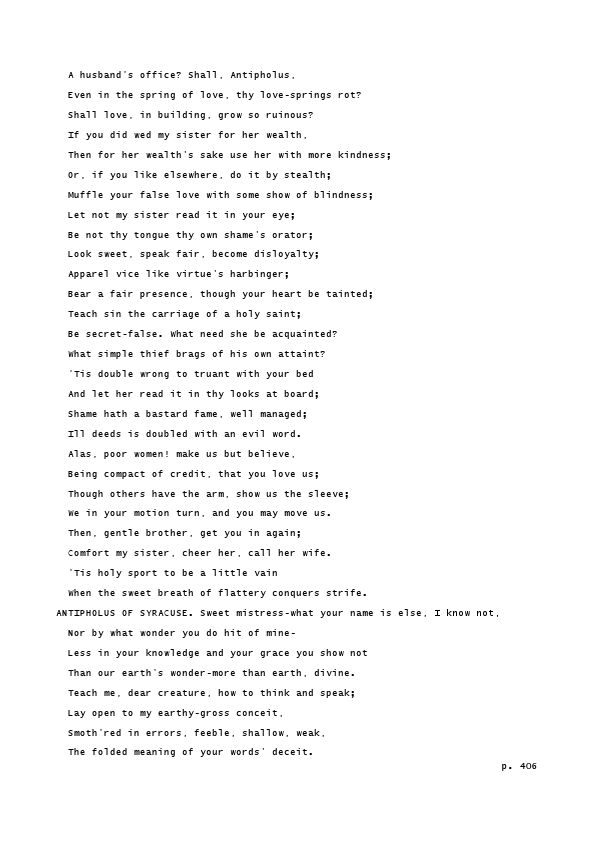 A husband's office? Shall, Antipholus,
Even in the spring of love, thy love-springs rot?
Shall love, in building, grow so ruinous?
If you did wed my sister for her wealth,
Then for her wealth's sake use her with more kindness;
Or, if you like elsewhere, do it by stealth;
Muffle your false love with some show of blindness;
Let not my sister read it in your eye;
Be not thy tongue thy own shame's orator;
Look sweet, speak fair, become disloyalty;
Apparel vice like virtue's harbinger;
Bear a fair presence, though your heart be tainted;
Teach sin the carriage of a holy saint;
Be secret-false. What need she be acquainted?
What simple thief brags of his own attaint?
'Tis double wrong to truant with your bed
And let her read it in thy looks at board;
Shame hath a bastard fame, well managed;
Ill deeds is doubled with an evil word.
Alas, poor women! make us but believe,
Being compact of credit, that you love us;
Though others have the arm, show us the sleeve;
We in your motion turn, and you may move us.
Then, gentle brother, get you in again;
Comfort my sister, cheer her, call her wife.
'Tis holy sport to be a little vain
When the sweet breath of flattery conquers strife.
ANTIPHOLUS OF SYRACUSE. Sweet mistress-what your name is else, I know not,
Nor by what wonder you do hit of mine-
Less in your knowledge and your grace you show not
Than our earth's wonder-more than earth, divine.
Teach me, dear creature, how to think and speak;
Lay open to my earthy-gross conceit,
Smoth'red in errors, feeble, shallow, weak,
The folded meaning of your words' deceit.
p. 406